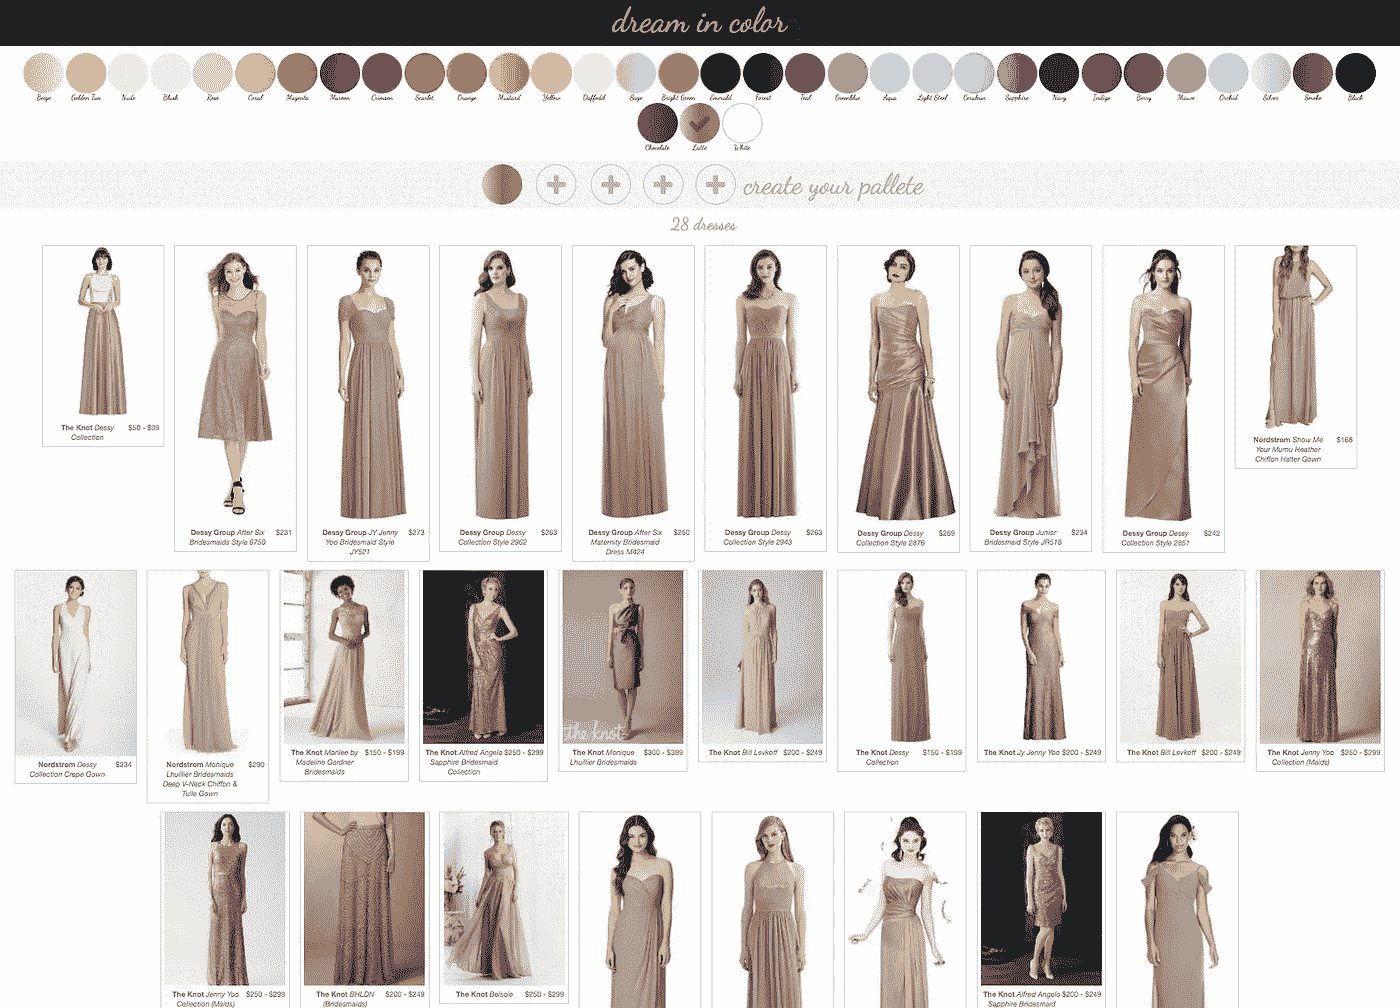 dream in color
Beige Golden Tan Nude Blush Rose Coral Magenta Maroon Crimson Scarlet Orange Mustard Yellow Daffodil Sage Bright Green Emerald Forest Teal Greenblue Aqua Light Steel Cerulean Sapphire Navy Indigo Berry Mauve Orchid Silver Smoke Black
Chocolate Latte White
create your pallete
28 dresses
The Knot Dessy $50 - $99
Collection
Dessy Group After Six $231
Bridesmaids Style 6750
Dessy Group JY Jenny $273
Yoo Bridesmaid Style
JY521
Dessy Group Dessy $263
Collection Style 2962
Dessy Group After Six $250
Maternity Bridesmaid
Dress M424
Dessy Group Dessy $263
Collection Style 2943
Dessy Group Dessy $269
Collection Style 2876
Dessy Group Junior $234
Bridesmaid Style JR518
Dessy Group Dessy $242
Collection Style 2851
Nordstrom Show Me $168
Your Mumu Heather
Chiffon Halter Gown
Nordstrom Dessy $234
Collection Crepe Gown
Nordstrom Monique $290
Lhuillier Bridesmaids
Deep V-Neck Chiffon &
Tulle Gown
The Knot Morilee by $150 - $199
Madeline Gardner
Bridesmaids
The Knot Alfred Angelo $250 - $299
Sapphire Bridesmaid
Collection
the knot
The Knot Monique $300 - $399
Lhuillier Bridesmaids
The Knot Bill Levkoff $200 - $249
The Knot Dessy $150 - $199
Collection
The Knot Jy Jenny Yoo $200 - $249
The Knot Bill Levkoff $200 - $249
The Knot Jenny Yoo $250 - $299
Collection (Maids)
The Knot Jenny Yoo $250 - $299
Collection (Maids)
The Knot BHLDN $200 - $249
(Bridesmaids)
The Knot Belsoie $250 - $299
The Knot Alfred Angelo $200 - $249
Sapphire Bridesmaid